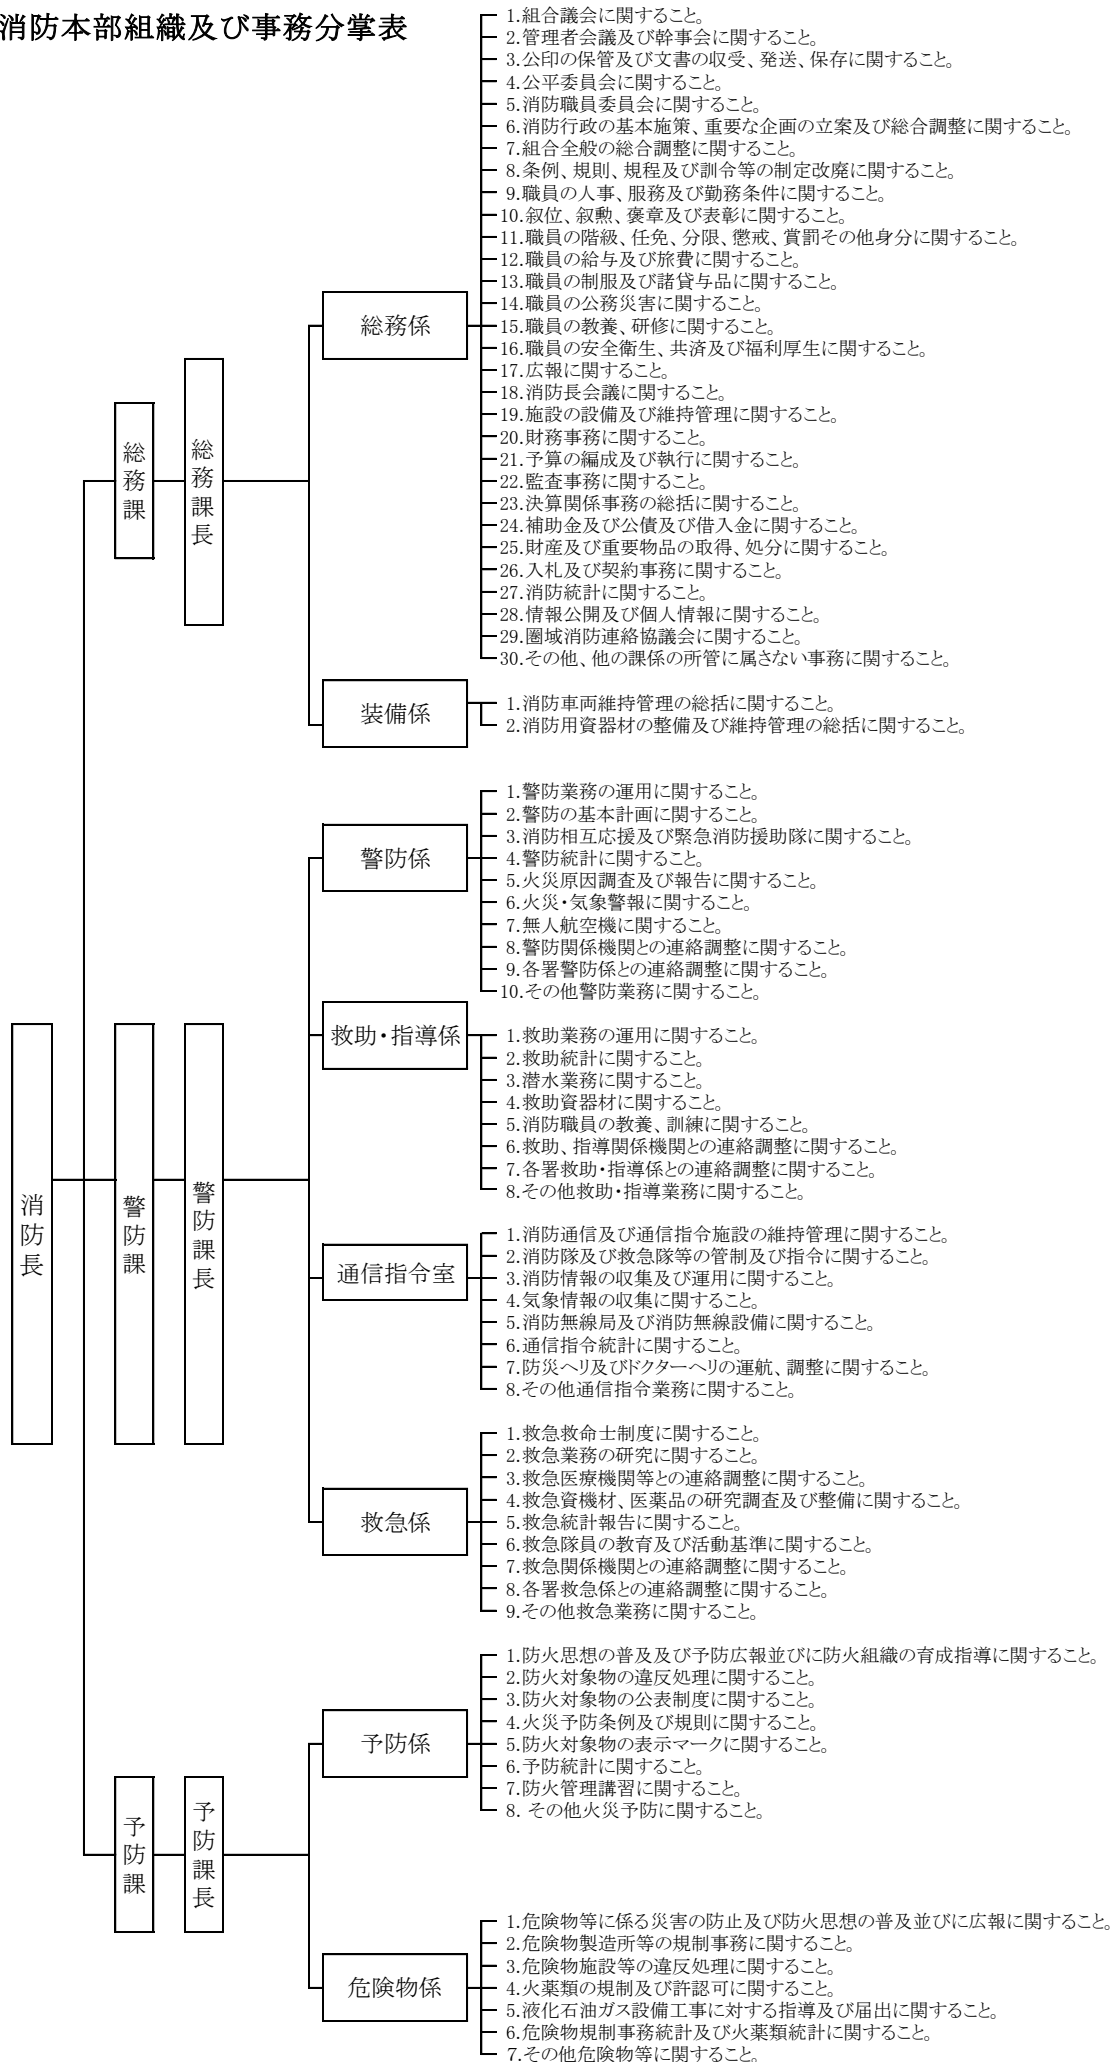 消防本部組織及び事務分掌表
消防長
総務課
総務課長
総務係
1.組合議会に関すること。
2.管理者会議及び幹事会に関すること。
3.公印の保管及び文書の収受、発送、保存に関すること。
4.公平委員会に関すること。
5.消防職員委員会に関すること。
6.消防行政の基本施策、重要な企画の立案及び総合調整に関すること。
7.組合全般の総合調整に関すること。
8.条例、規則、規程及び訓令等の制定改廃に関すること。
9.職員の人事、服務及び勤務条件に関すること。
10.叙位、叙勲、褒章及び表彰に関すること。
11.職員の階級、任免、分限、懲戒、賞罰その他身分に関すること。
12.職員の給与及び旅費に関すること。
13.職員の制服及び諸貸与品に関すること。
14.職員の公務災害に関すること。
15.職員の教養、研修に関すること。
16.職員の安全衛生、共済及び福利厚生に関すること。
17.広報に関すること。
18.消防長会議に関すること。
19.施設の設備及び維持管理に関すること。
20.財務事務に関すること。
21.予算の編成及び執行に関すること。
22.監査事務に関すること。
23.決算関係事務の総括に関すること。
24.補助金及び公債及び借入金に関すること。
25.財産及び重要物品の取得、処分に関すること。
26.入札及び契約事務に関すること。
27.消防統計に関すること。
28.情報公開及び個人情報に関すること。
29.圏域消防連絡協議会に関すること。
30.その他、他の課係の所管に属さない事務に関すること。
装備係
1.消防車両維持管理の総括に関すること。
2.消防用資器材の整備及び維持管理の総括に関すること。
警防課
警防課長
警防係
1.警防業務の運用に関すること。
2.警防の基本計画に関すること。
3.消防相互応援及び緊急消防援助隊に関すること。
4.警防統計に関すること。
5.火災原因調査及び報告に関すること。
6.火災・気象警報に関すること。
7.無人航空機に関すること。
8.警防関係機関との連絡調整に関すること。
9.各署警防係との連絡調整に関すること。
10.その他警防業務に関すること。
救助・指導係
1.救助業務の運用に関すること。
2.救助統計に関すること。
3.潜水業務に関すること。
4.救助資器材に関すること。
5.消防職員の教養、訓練に関すること。
6.救助、指導関係機関との連絡調整に関すること。
7.各署救助・指導係との連絡調整に関すること。
8.その他救助・指導業務に関すること。
通信指令室
1.消防通信及び通信指令施設の維持管理に関すること。
2.消防隊及び救急隊等の管制及び指令に関すること。
3.消防情報の収集及び運用に関すること。
4.気象情報の収集に関すること。
5.消防無線局及び消防無線設備に関すること。
6.通信指令統計に関すること。
7.防災ヘリ及びドクターヘリの運航、調整に関すること。
8.その他通信指令業務に関すること。
救急係
1.救急救命士制度に関すること。
2.救急業務の研究に関すること。
3.救急医療機関等との連絡調整に関すること。
4.救急資機材、医薬品の研究調査及び整備に関すること。
5.救急統計報告に関すること。
6.救急隊員の教育及び活動基準に関すること。
7.救急関係機関との連絡調整に関すること。
8.各署救急係との連絡調整に関すること。
9.その他救急業務に関すること。
予防課
予防課長
予防係
1.防火思想の普及及び予防広報並びに防火組織の育成指導に関すること。
2.防火対象物の違反処理に関すること。
3.防火対象物の公表制度に関すること。
4.火災予防条例及び規則に関すること。
5.防火対象物の表示マークに関すること。
6.予防統計に関すること。
7.防火管理講習に関すること。
8. その他火災予防に関すること。
危険物係
1.危険物等に係る災害の防止及び防火思想の普及並びに広報に関すること。
2.危険物製造所等の規制事務に関すること。
3.危険物施設等の違反処理に関すること。
4.火薬類の規制及び許認可に関すること。
5.液化石油ガス設備工事に対する指導及び届出に関すること。
6.危険物規制事務統計及び火薬類統計に関すること。
7.その他危険物等に関すること。